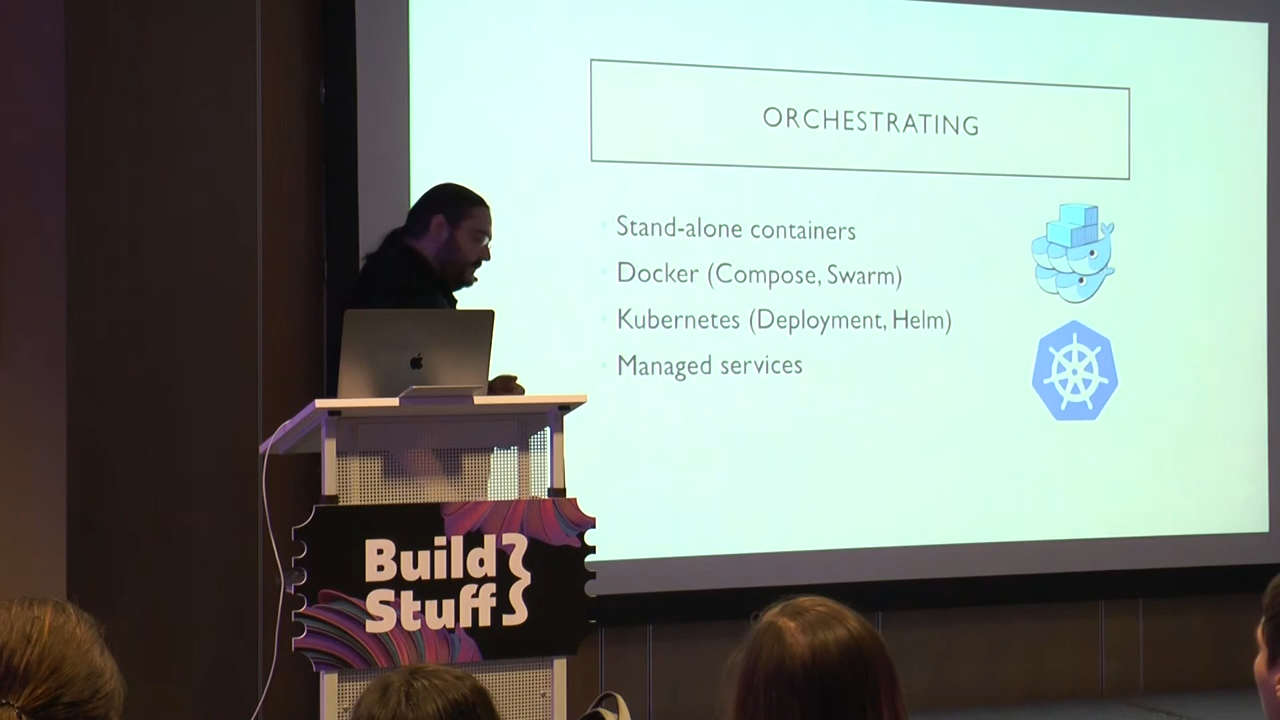 ORCHESTRATING
Stand-alone containers
Docker (Compose, Swarm)
Kubernetes (Deployment, Helm)
Managed services
Build
Stuff